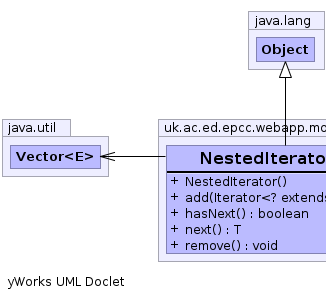 java.lang
Object
java.util
Vector<E>
uk.ac.ed.epcc.webapp.mo
NestedIterato
+ NestedIterator()
+ add(Iterator<? extends
+ hasNext() : boolean
+ next() : T
+ remove() : void
yWorks UML Doclet